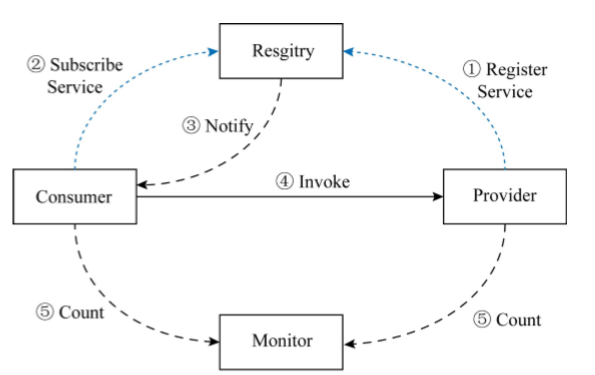 Resgitry
② Subscribe
Service
① Register
Service
③ Notify
④ Invoke
Consumer
Provider
⑤ Count
⑤ Count
Monitor